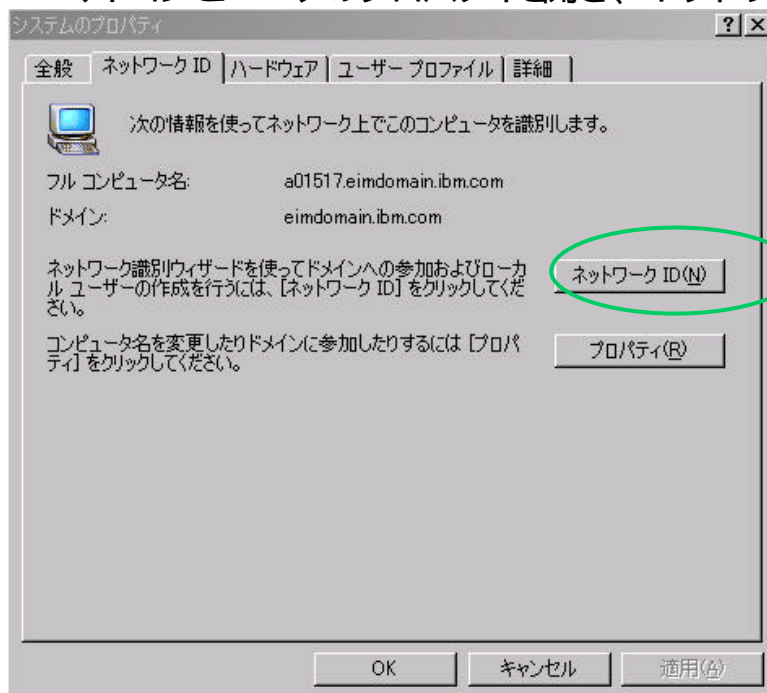 システムのプロパティ
全般 ネットワーク ID ハードウェア ユーザー プロファイル 詳細
次の情報を使ってネットワーク上でこのコンピュータを識別します。
フル コンピュータ名: a01517.eimdomain.ibm.com
ドメイン: eimdomain.ibm.com
ネットワーク識別ウィザードを使ってドメインへの参加およびローカ
ル ユーザーの作成を行うには、[ネットワーク ID] をクリックしてくだ
さい。
ネットワーク ID(N)
コンピュータ名を変更したりドメインに参加したりするには [プロパ
ティ] をクリックしてください。
プロパティ(R)
OK キャンセル 適用(A)